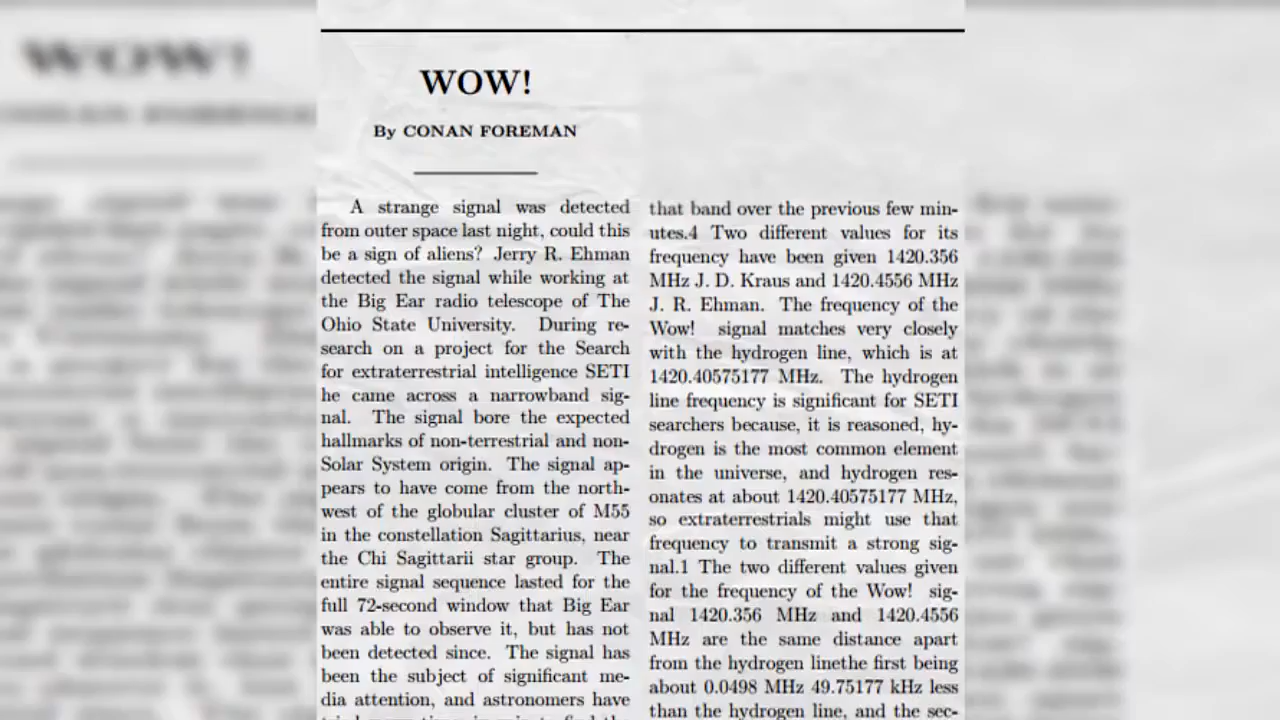 WOW!
By CONAN FOREMAN
A strange signal was detected
from outer space last night, could this
be a sign of aliens? Jerry R. Ehman
detected the signal while working at
the Big Ear radio telescope of The
Ohio State University. During re-
search on a project for the Search
for extraterrestrial intelligence SETI
he came across a narrowband sig-
nal. The signal bore the expected
hallmarks of non-terrestrial and non-
Solar System origin. The signal ap-
pears to have come from the north-
west of the globular cluster of M55
in the constellation Sagittarius, near
the Chi Sagittarii star group. The
entire signal sequence lasted for the
full 72-second window that Big Ear
was able to observe it, but has not
been detected since. The signal has
been the subject of significant me-
dia attention, and astronomers have
that band over the previous few min-
utes.4 Two different values for its
frequency have been given 1420.356
MHz J. D. Kraus and 1420.4556 MHz
J. R. Ehman. The frequency of the
Wow! signal matches very closely
with the hydrogen line, which is at
1420.40575177 MHz. The hydrogen
line frequency is significant for SETI
searchers because, it is reasoned, hy-
drogen is the most common element
in the universe, and hydrogen res-
onates at about 1420.40575177 MHz,
so extraterrestrials might use that
frequency to transmit a strong sig-
nal.1 The two different values given
for the frequency of the Wow! sig-
nal 1420.356 MHz and 1420.4556
MHz are the same distance apart
from the hydrogen linethe first being
about 0.0498 MHz 49.75177 kHz less
than the hydrogen line, and the sec-